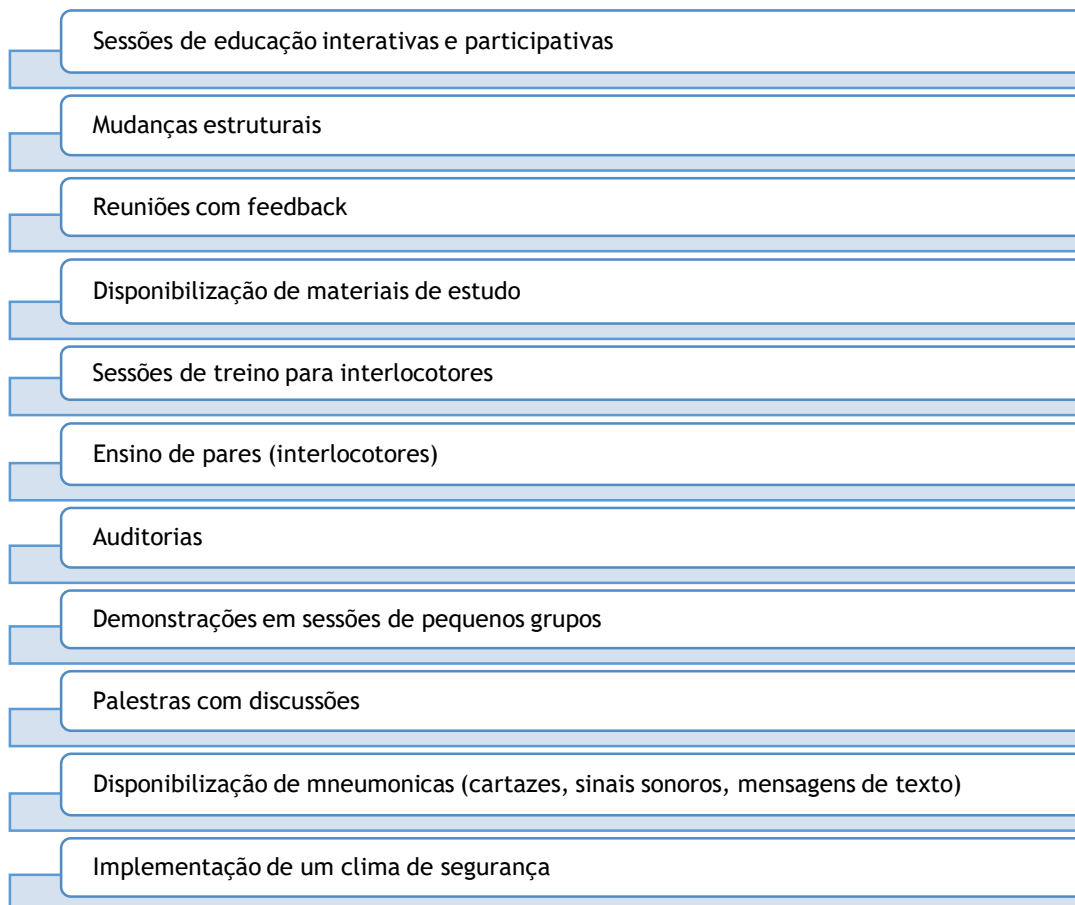 Sessões de educação interativas e participativas
Mudanças estruturais
Reuniões com feedback
Disponibilização de materiais de estudo
Sessões de treino para interlocotores
Ensino de pares (interlocotores)
Auditorias
Demonstrações em sessões de pequenos grupos
Palestras com discussões
Disponibilização de mneumonicas (cartazes, sinais sonoros, mensagens de texto)
Implementação de um clima de segurança